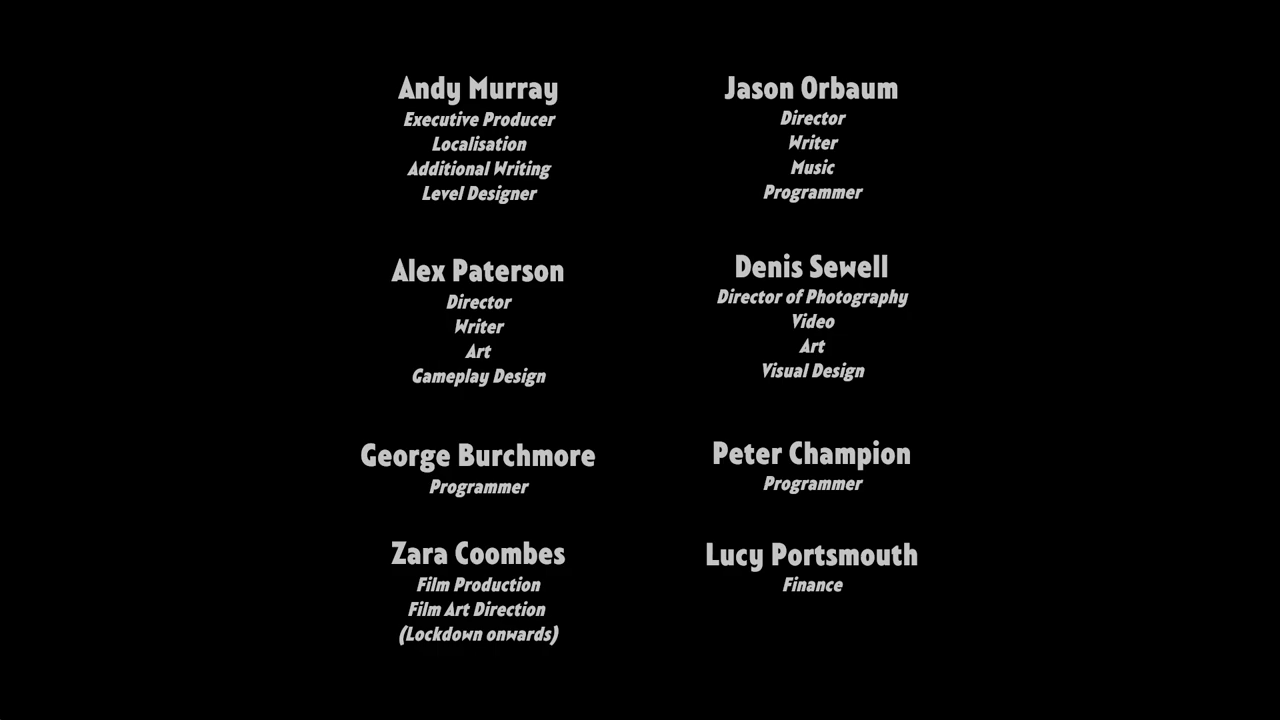 Andy Murray
Executive Producer
Localisation
Additional Writing
Level Designer
Jason Orbaum
Director
Writer
Music
Programmer
Alex Paterson
Director
Writer
Art
Gameplay Design
Denis Sewell
Director of Photography
Video
Art
Visual Design
George Burchmore
Programmer
Peter Champion
Programmer
Zara Coombes
Film Production
Film Art Direction
(Lockdown onwards)
Lucy Portsmouth
Finance